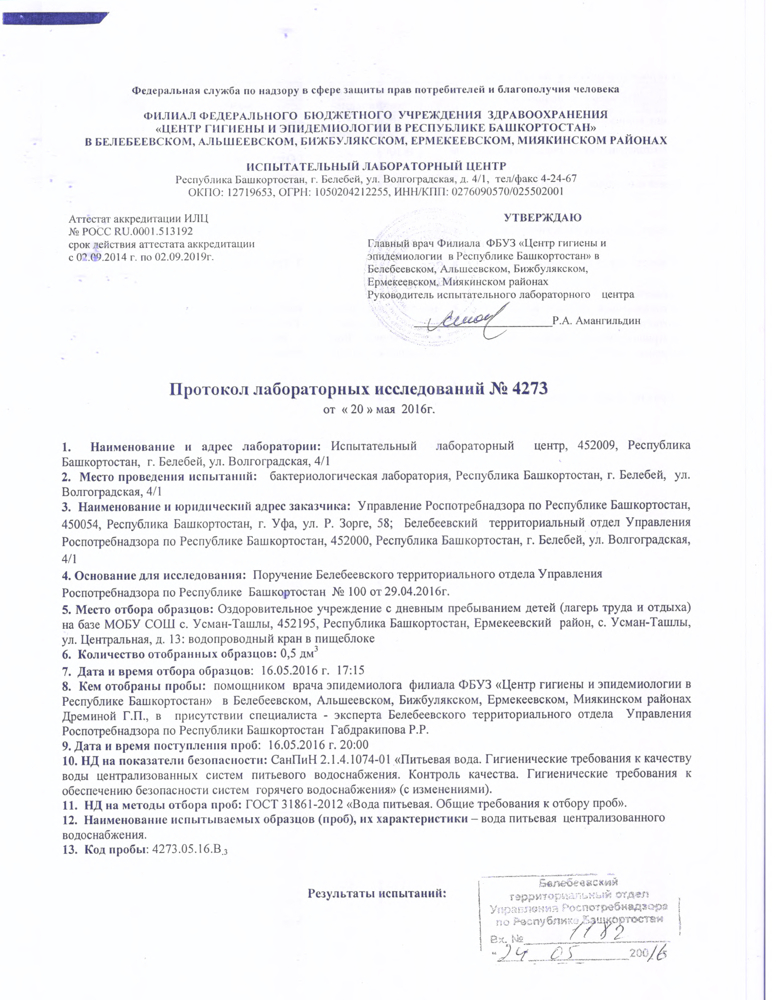 Федеральная служба по надзору в сфере защиты прав потребителей и благополучия человека
ФИЛИАЛ ФЕДЕРАЛЬНОГО БЮДЖЕТНОГО УЧРЕЖДЕНИЯ ЗДРАВООХРАНЕНИЯ
«ЦЕНТР ГИГИЕНЫ И ЭПИДЕМИОЛОГИИ В РЕСПУБЛИКЕ БАШКОРТОСТАН»
В БЕЛЕБЕЕВСКОМ, АЛЬШЕЕВСКОМ, БИЖБУЛЯКСКОМ, ЕРМЕКЕЕВСКОМ, МИЯКИНСКОМ РАЙОНАХ
ИСПЫТАТЕЛЬНЫЙ ЛАБОРАТОРНЫЙ ЦЕНТР
Республика Башкортостан, г. Белебей, ул. Волгоградская, д. 4/1, тел/факс 4-24-67
ОКПО: 12719653, ОГРН: 1050204212255, ИНН/КПП: 0276090570/025502001
Аттестат аккредитации ИЛЦ
№ РОСС RU.0001.513192
срок действия аттестата аккредитации
с 02.09.2014 г. по 02.09.2019г.
УТВЕРЖДАЮ
Главный врач Филиала ФБУЗ «Центр гигиены и
эпидемиологии в Республике Башкортостан» в
Белебеевском, Альшеевском, Бижбулякском,
Ермекеевском, Миякинском районах
Руководитель испытательного лабораторного центра
Р.А. Амангильдин
Протокол лабораторных исследований № 4273
от « 20 » мая 2016г.
1. Наименование и адрес лаборатории: Испытательный лабораторный центр, 452009, Республика
Башкортостан, г. Белебей, ул. Волгоградская, 4/1
2. Место проведения испытаний: бактериологическая лаборатория, Республика Башкортостан, г. Белебей, ул.
Волгоградская, 4/1
3. Наименование и юридический адрес заказчика: Управление Роспотребнадзора по Республике Башкортостан,
450054, Республика Башкортостан, г. Уфа, ул. Р. Зорге, 58; Белебеевский территориальный отдел Управления
Роспотребнадзора по Республике Башкортостан, 452000, Республика Башкортостан, г. Белебей, ул. Волгоградская,
4/1
4. Основание для исследования: Поручение Белебеевского территориального отдела Управления
Роспотребнадзора по Республике Башкортостан № 100 от 29.04.2016г.
5. Место отбора образцов: Оздоровительное учреждение с дневным пребыванием детей (лагерь труда и отдыха)
на базе МОБУ СОШ с. Усман-Ташлы, 452195, Республика Башкортостан, Ермекеевский район, с. Усман-Ташлы,
ул. Центральная, д. 13: водопроводный кран в пищеблоке
6. Количество отобранных образцов: 0,5 дм³
7. Дата и время отбора образцов: 16.05.2016 г. 17:15
8. Кем отобраны пробы: помощником врача эпидемиолога филиала ФБУЗ «Центр гигиены и эпидемиологии в
Республике Башкортостан» в Белебеевском, Альшеевском, Бижбулякском, Ермекеевском, Миякинском районах
Дреминой Г.П., в присутствии специалиста - эксперта Белебеевского территориального отдела Управления
Роспотребнадзора по Республики Башкортостан Габдракипова Р.Р.
9. Дата и время поступления проб: 16.05.2016 г. 20:00
10. НД на показатели безопасности: СанПиН 2.1.4.1074-01 «Питьевая вода. Гигиенические требования к качеству
воды централизованных систем питьевого водоснабжения. Контроль качества. Гигиенические требования к
обеспечению безопасности систем горячего водоснабжения» (с изменениями).
11. НД на методы отбора проб: ГОСТ 31861-2012 «Вода питьевая. Общие требования к отбору проб».
12. Наименование испытываемых образцов (проб), их характеристики – вода питьевая централизованного
водоснабжения.
13. Код пробы: 4273.05.16.В.3
Результаты испытаний:
Белебеевский
территориальный отдел
Управления Роспотребнадзора
по Республике Башкортостан
Вх. № 1182
" 24 05 200 16